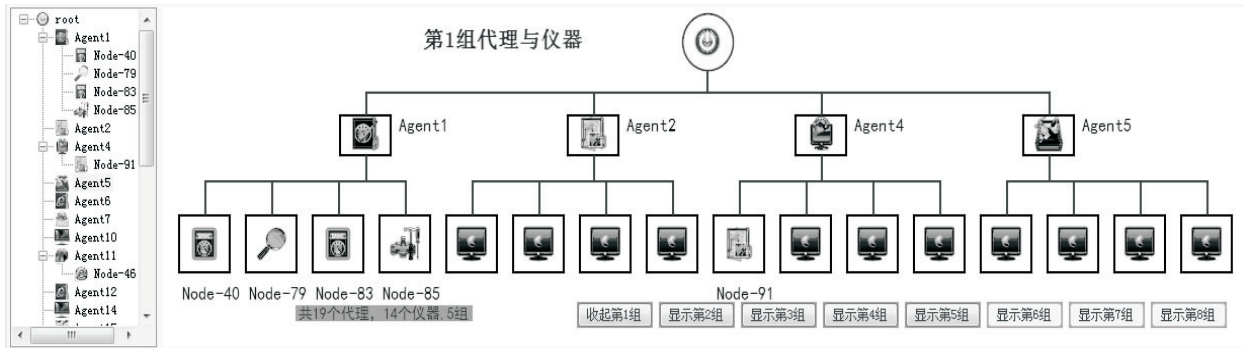 root
Agent1
Node-40
Node-79
Node-83
Node-85
Agent2
Agent4
Node-91
Agent5
Agent6
Agent7
Agent10
Agent11
Node-46
Agent12
Agent14
第1组代理与仪器
Agent1 Agent2 Agent4 Agent5
Node-40 Node-79 Node-83 Node-85 Node-91
共19个代理, 14个仪器.5组
收起第1组 显示第2组 显示第3组 显示第4组 显示第5组 显示第6组 显示第7组 显示第8组